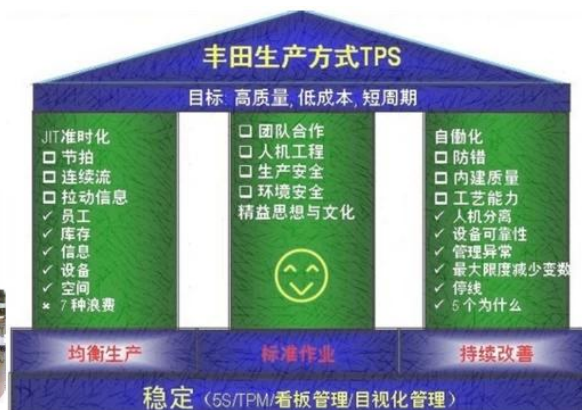 丰田生产方式TPS
目标 高质量, 低成本, 短周期
JIT准时化
节拍
连续流
拉动信息
员工
库存
信息
设备
空间
7 种浪费
团队合作
人机工程
生产安全
环境安全
精益思想与文化
自働化
防错
内建质量
工艺能力
人机分离
设备可靠性
管理异常
最大限度减少变数
停线
5 个为什么
均衡生产
标准作业
持续改善
稳定（5S/TPM/看板管理/目视化管理）